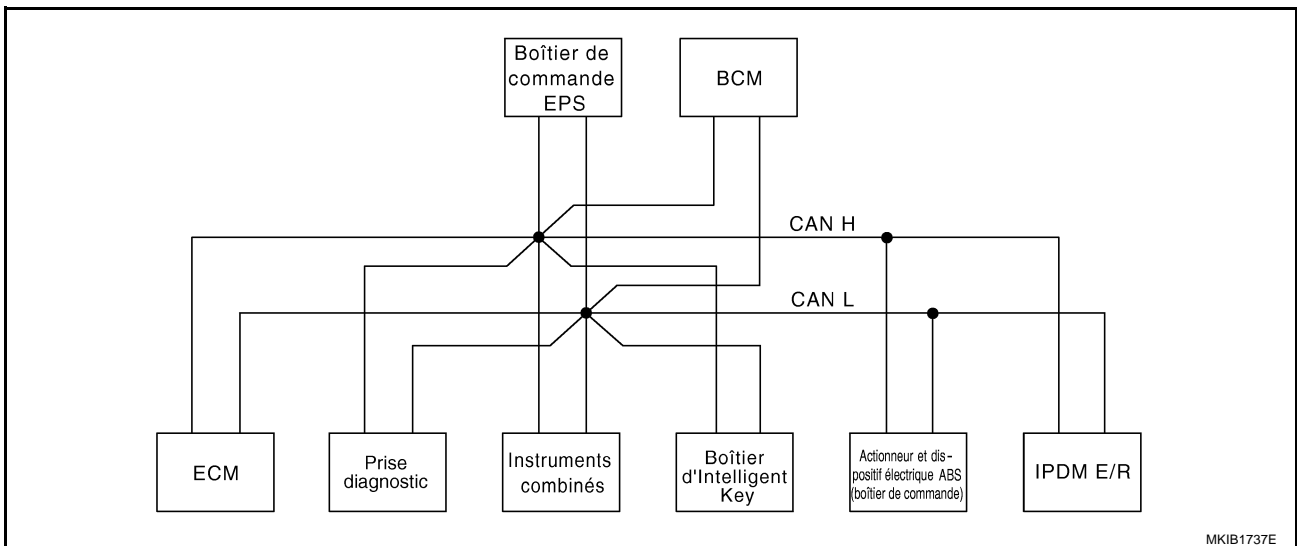 Boîtier de
commande
EPS
BCM
CAN H
CAN L
ECM
Prise
diagnostic
Instruments
combinés
Boîtier
d'Intelligent
Key
Actionneur et dis-
positif électrique ABS
(boîtier de commande)
IPDM E/R
MKIB1737E